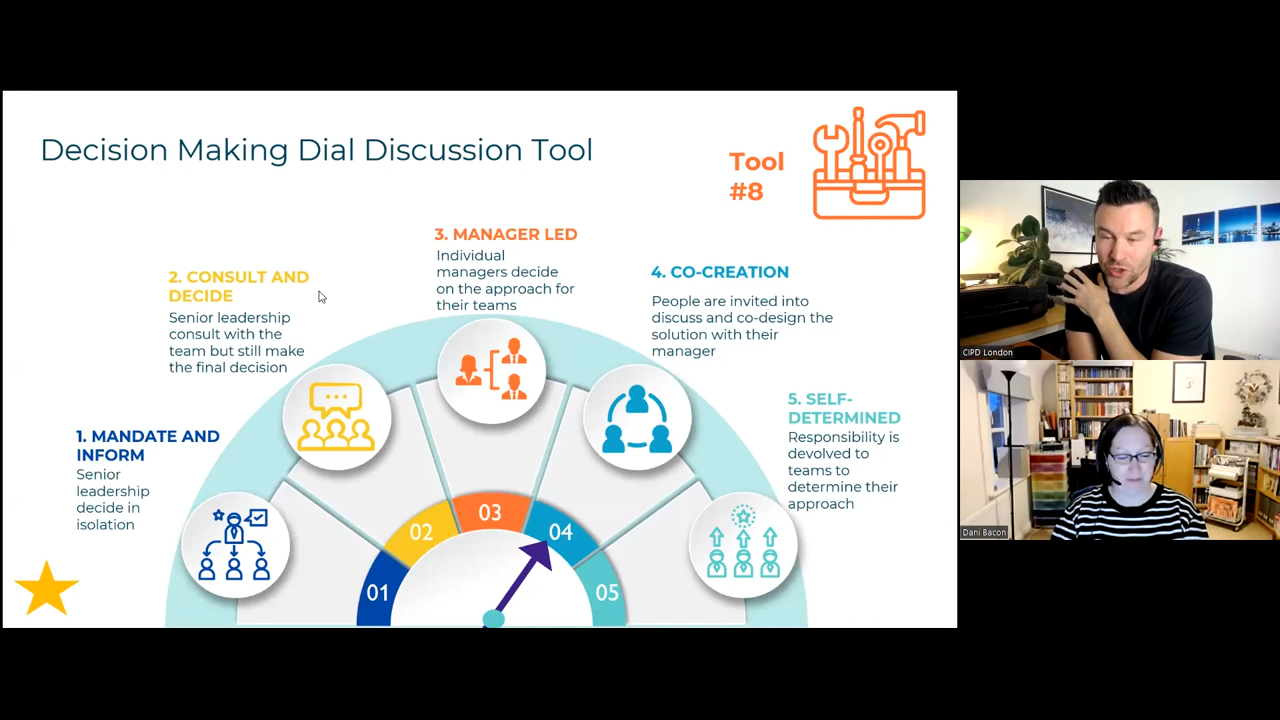 Decision Making Dial Discussion Tool
Tool
#8
1. MANDATE AND
INFORM
Senior
leadership
decide in
isolation
2. CONSULT AND
DECIDE
Senior leadership
consult with the
team but still make
the final decision
3. MANAGER LED
Individual
managers decide
on the approach for
their teams
4. CO-CREATION
People are invited into
discuss and co-design the
solution with their
manager
5. SELF-
DETERMINED
Responsibility is
devolved to
teams to
determine their
approach
01
02
03
04
05
CIPD London
Dani Bacon